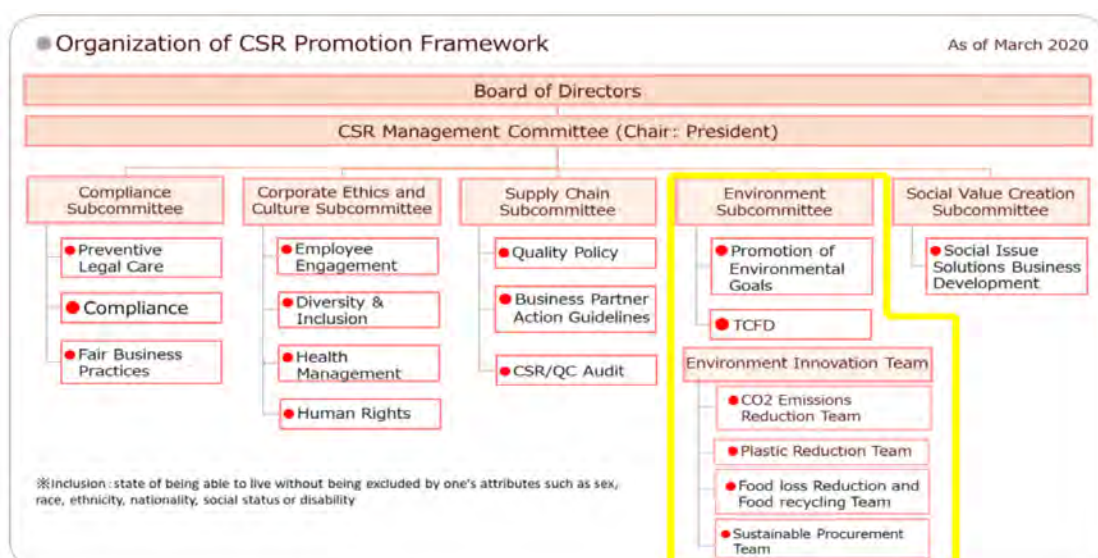 Organization of CSR Promotion Framework
As of March 2020
Board of Directors
CSR Management Committee (Chair: President)
Compliance
Subcommittee
Preventive
Legal Care
Compliance
Fair Business
Practices
Corporate Ethics and
Culture Subcommittee
Employee
Engagement
Diversity &
Inclusion
Health
Management
Human Rights
Supply Chain
Subcommittee
Quality Policy
Business Partner
Action Guidelines
CSR/QC Audit
Environment
Subcommittee
Promotion of
Environmental
Goals
TCFD
Environment Innovation Team
CO2 Emissions
Reduction Team
Plastic Reduction Team
Food loss Reduction and
Food recycling Team
Sustainable Procurement
Team
Social Value Creation
Subcommittee
Social Issue
Solutions Business
Development
※Inclusion:state of being able to live without being excluded by one's attributes such as sex,
race, ethnicity, nationality, social status or disability